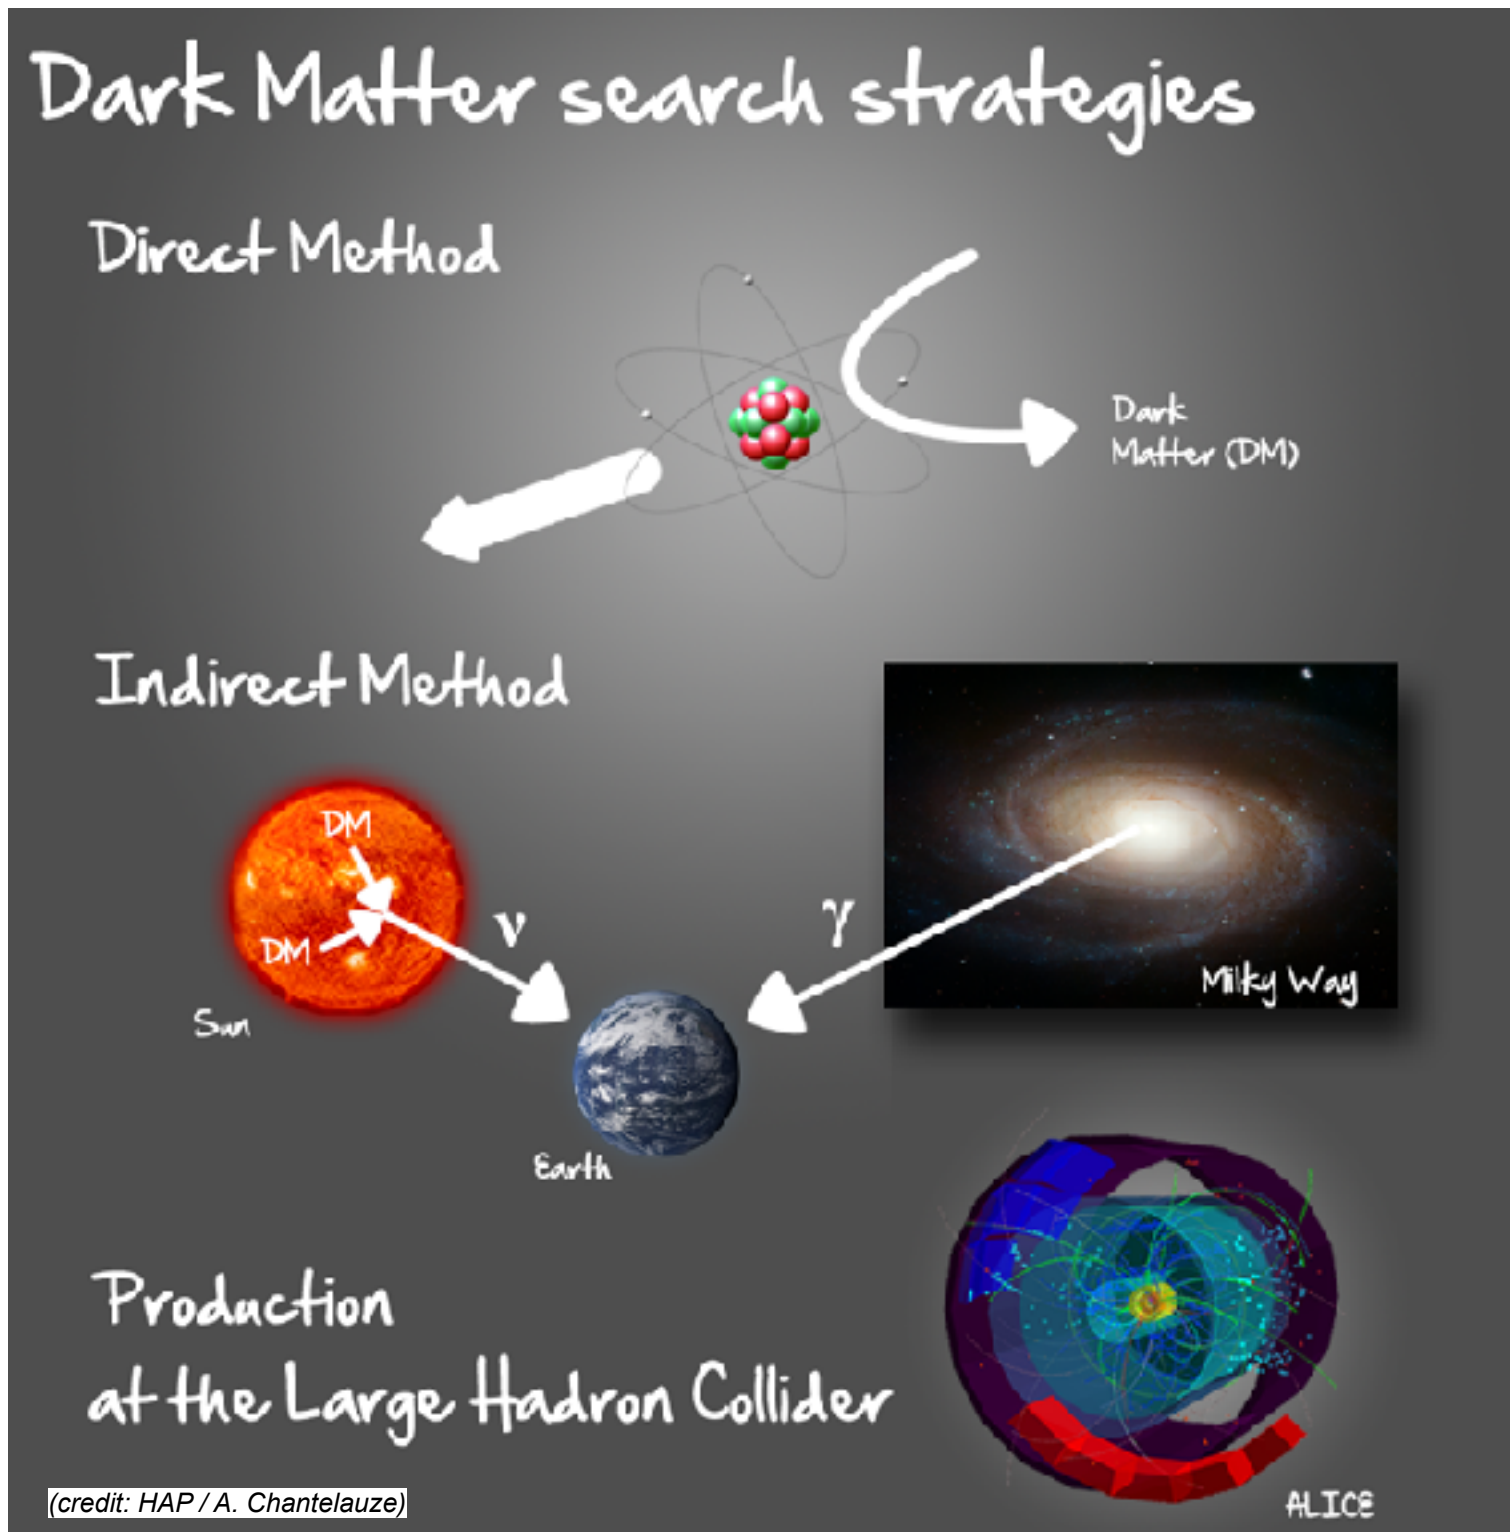 Dark Matter search strategies
Direct Method
Dark
Matter (DM)
Indirect Method
DM
DM
ν
γ
Milky Way
Sun
Earth
Production
at the Large Hadron Collider
(credit: HAP / A. Chantelauze)
ALICE